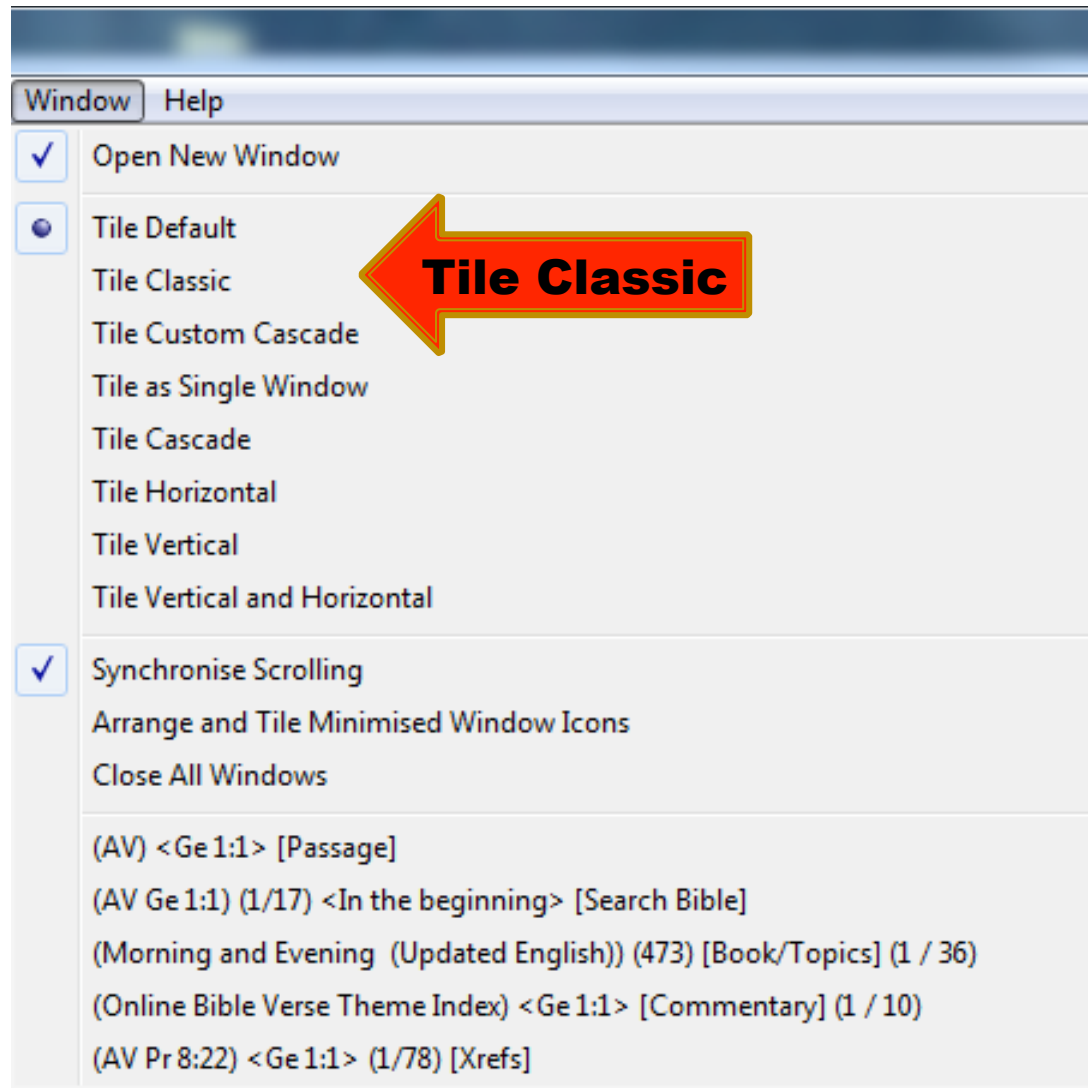 Window Help
Open New Window
Tile Default
Tile Classic
Tile Classic
Tile Custom Cascade
Tile as Single Window
Tile Cascade
Tile Horizontal
Tile Vertical
Tile Vertical and Horizontal
Synchronise Scrolling
Arrange and Tile Minimised Window Icons
Close All Windows
(AV) <Ge 1:1> [Passage]
(AV Ge 1:1) (1/17) <In the beginning> [Search Bible]
(Morning and Evening (Updated English)) (473) [Book/Topics] (1 / 36)
(Online Bible Verse Theme Index) <Ge 1:1> [Commentary] (1 / 10)
(AV Pr 8:22) <Ge 1:1> (1/78) [Xrefs]